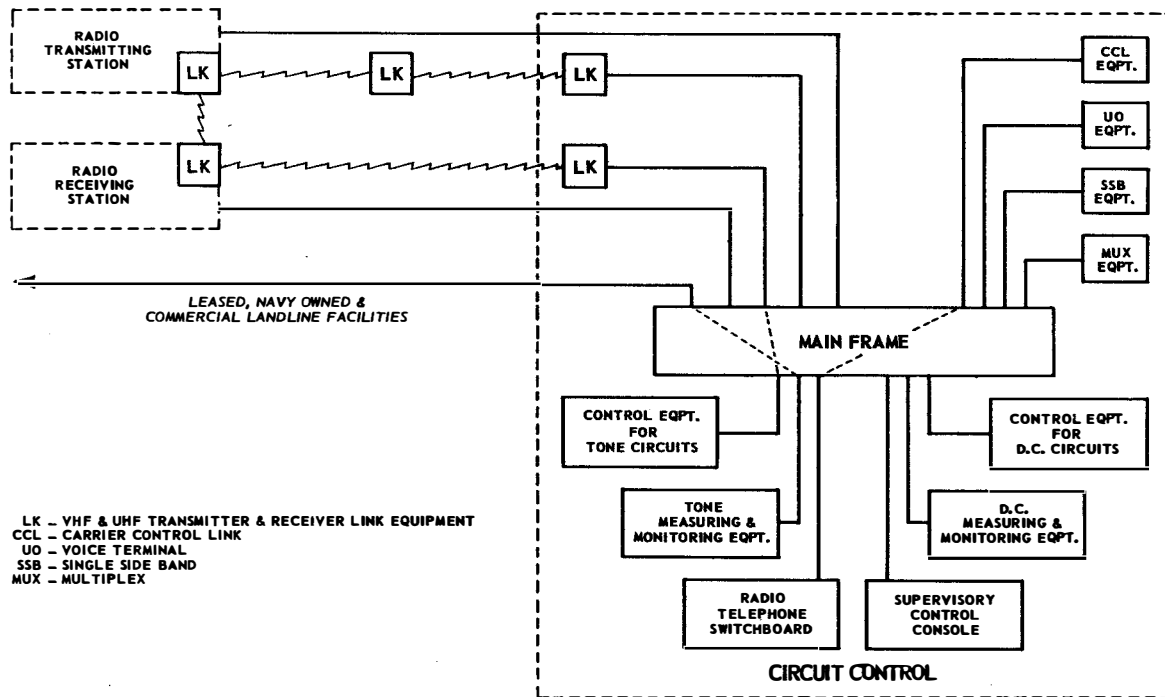 RADIO
TRANSMITTING
STATION
LK
LK
LK
CCL
EQPT.
UO
EQPT.
RADIO
RECEIVING
STATION
LK
LK
SSB
EQPT.
MUX
EQPT.
LEASED, NAVY OWNED &
COMMERCIAL LANDLINE FACILITIES
MAIN FRAME
CONTROL EQPT.
FOR
TONE CIRCUITS
CONTROL EQPT.
FOR
D.C. CIRCUITS
TONE
MEASURING &
MONITORING EQPT.
D.C.
MEASURING &
MONITORING EQPT.
RADIO
TELEPHONE
SWITCHBOARD
SUPERVISORY
CONTROL
CONSOLE
LK – VHF & UHF TRANSMITTER & RECEIVER LINK EQUIPMENT
CCL – CARRIER CONTROL LINK
UO – VOICE TERMINAL
SSB – SINGLE SIDE BAND
MUX – MULTIPLEX
CIRCUIT CONTROL